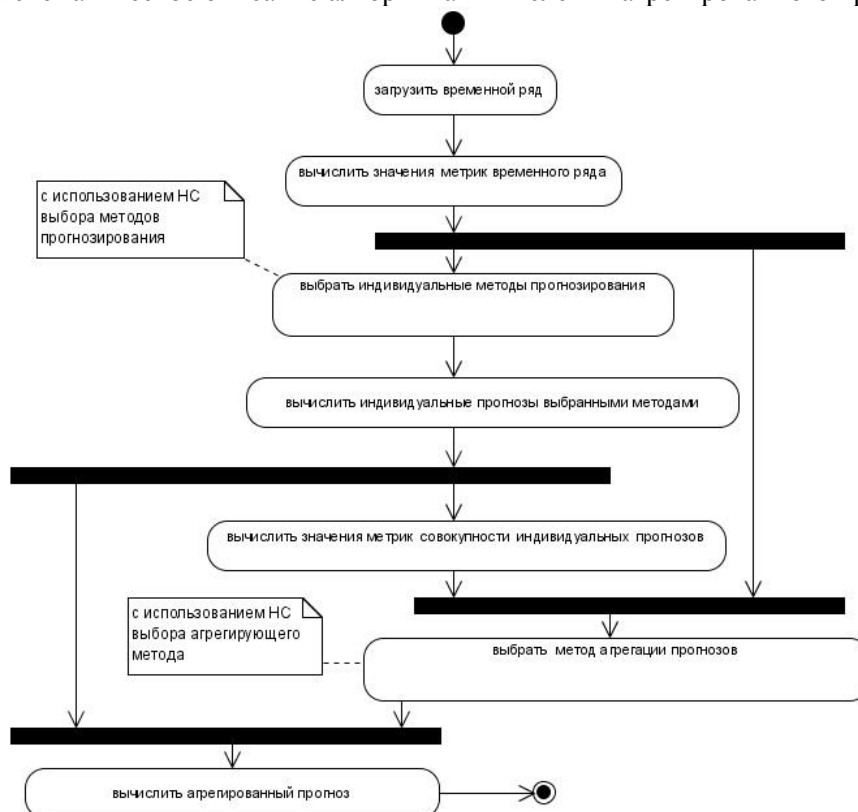 загрузить временной ряд
вычислить значения метрик временного ряда
с использованием НС
выбора методов
прогнозирования
выбрать индивидуальные методы прогнозирования
вычислить индивидуальные прогнозы выбранными методами
вычислить значения метрик совокупности индивидуальных прогнозов
с использованием НС
выбора агрегирующего
метода
выбрать метод агрегации прогнозов
вычислить агрегированный прогноз